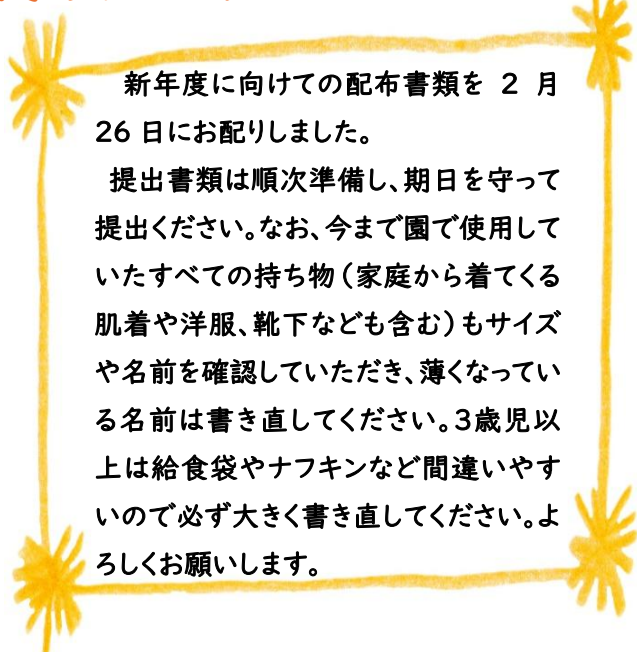 新年度に向けての配布書類を 2 月
26 日にお配りしました。
提出書類は順次準備し、期日を守って
提出ください。なお、今まで園で使用して
いたすべての持ち物(家庭から着てくる
肌着や洋服、靴下なども含む)もサイズ
や名前を確認していただき、薄くなってい
る名前は書き直してください。3歳児以
上は給食袋やナフキンなど間違いやす
いので必ず大きく書き直してください。よ
ろしくお願いします。